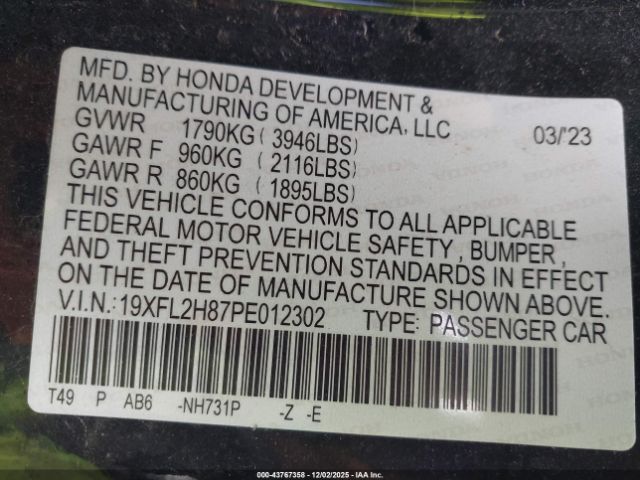 MFD. BY HONDA DEVELOPMENT &
MANUFACTURING OF AMERICA, LLC
GVWR 1790KG ( 3946LBS) 03/'23
GAWR F 960KG ( 2116LBS)
GAWR R 860KG ( 1895LBS)
THIS VEHICLE CONFORMS TO ALL APPLICABLE
FEDERAL MOTOR VEHICLE SAFETY , BUMPER ,
AND THEFT PREVENTION STANDARDS IN EFFECT
ON THE DATE OF MANUFACTURE SHOWN ABOVE.
V.I.N.:19XFL2H87PE012302 TYPE: PASSENGER CAR
T49 P AB6 -NH731P -Z -E
000-43767358 - 12/02/2025 - IAA Inc.